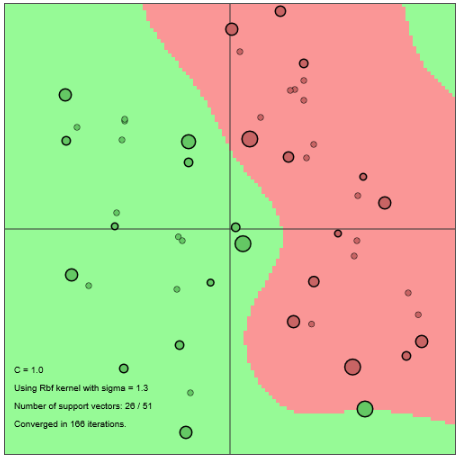 C = 1.0
Using Rbf kernel with sigma = 1.3
Number of support vectors: 26 / 51
Converged in 166 iterations.